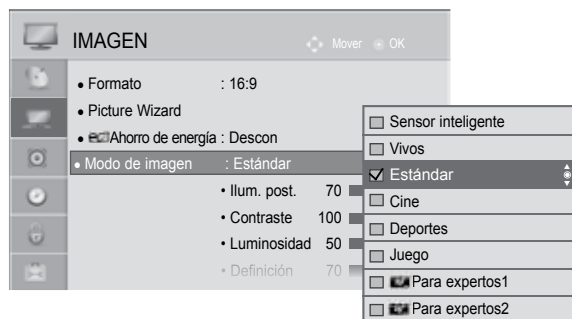 IMAGEN
Mover OK
• Formato : 16:9
• Picture Wizard
• Ahorro de energía : Descon
• Modo de imagen : Estándar
• Ilum. post. 70
• Contraste 100
• Luminosidad 50
• Definición 70
Sensor inteligente
Vivos
Estándar
Cine
Deportes
Juego
Para expertos1
Para expertos2